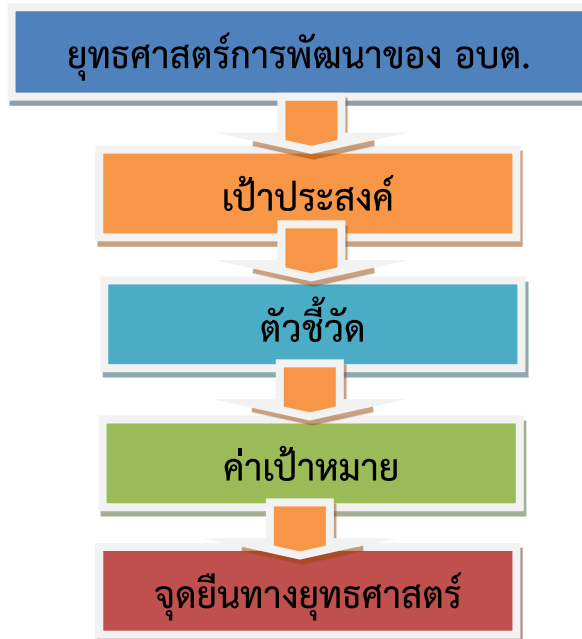 ยุทธศาสตร์การพัฒนาของ อบต.
เป้าประสงค์
ตัวชี้วัด
ค่าเป้าหมาย
จุดยืนทางยุทธศาสตร์